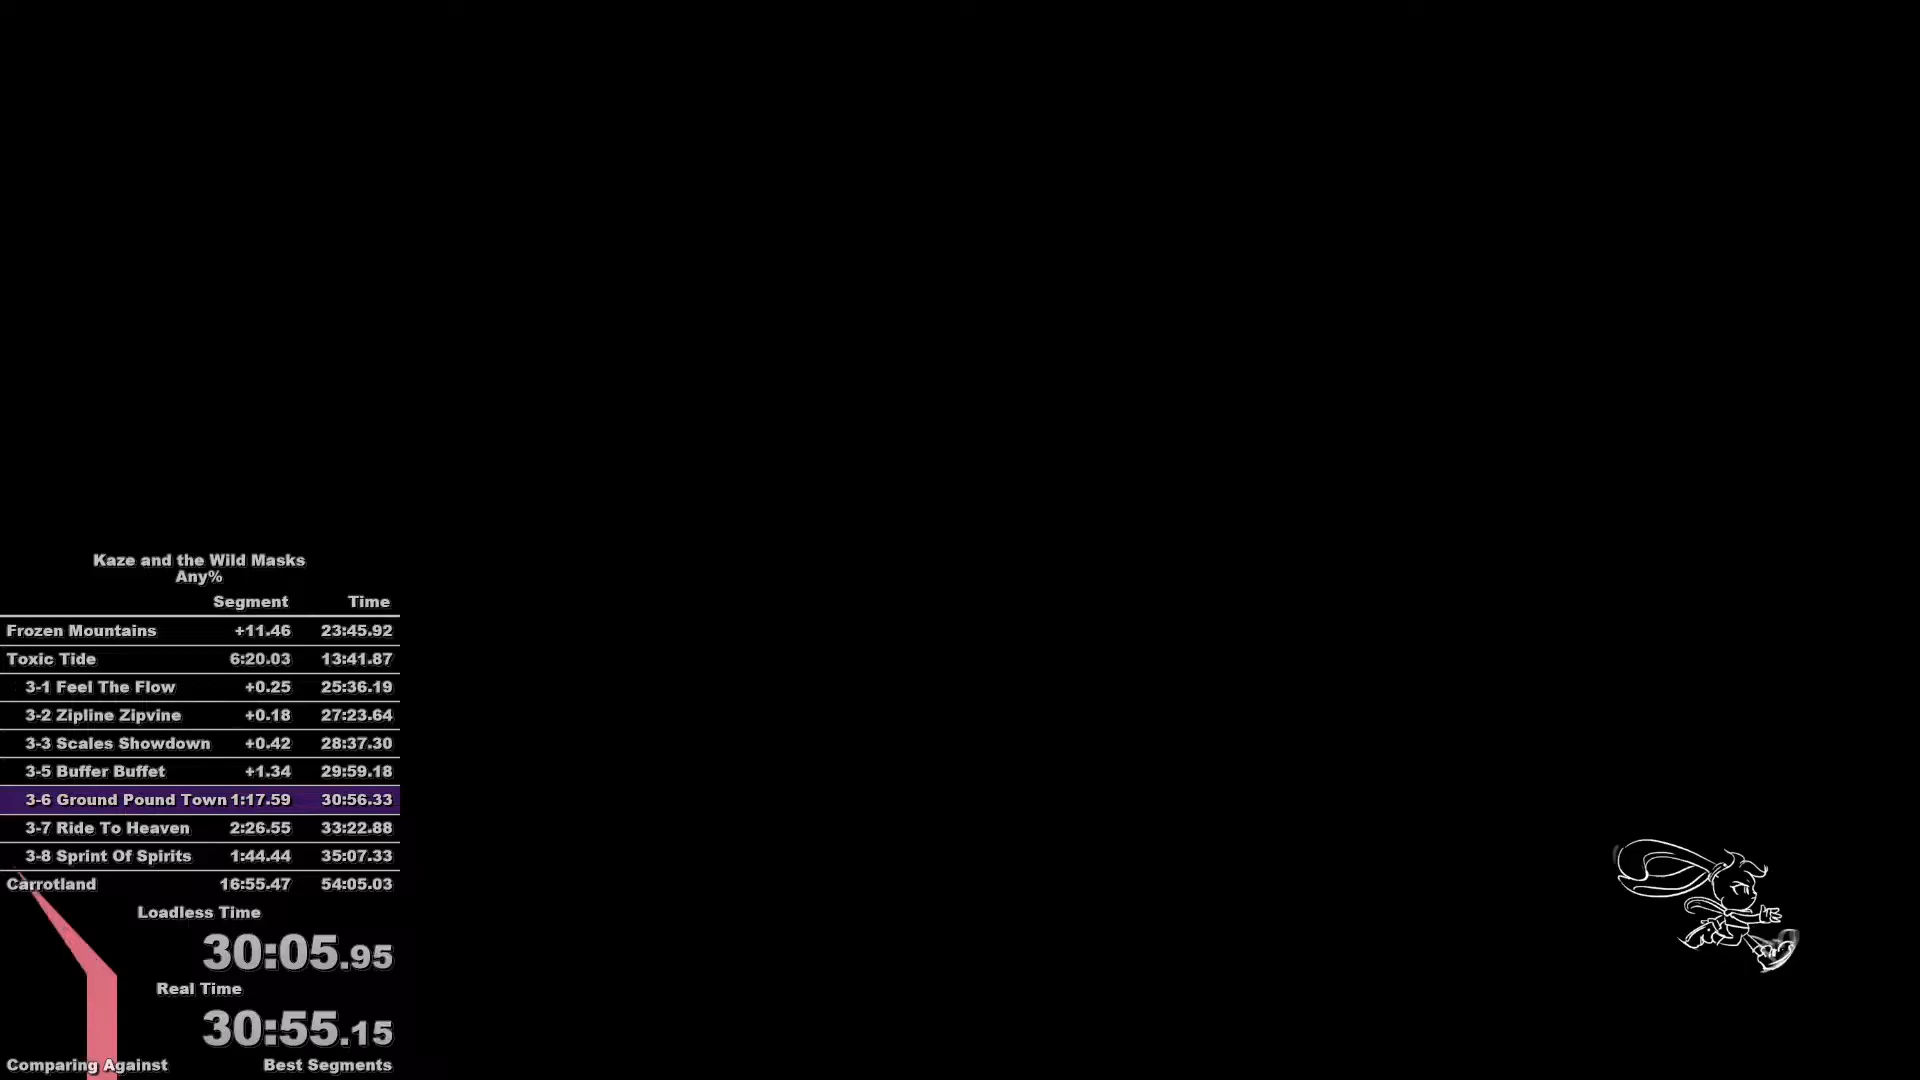 Kaze and the Wild Masks
Any%
Segment Time
Frozen Mountains +11.46 23:45.92
Toxic Tide 6:20.03 13:41.87
3-1 Feel The Flow +0.25 25:36.19
3-2 Zipline Zipvine +0.18 27:23.64
3-3 Scales Showdown +0.42 28:37.30
3-5 Buffer Buffet +1.34 29:59.18
3-6 Ground Pound Town 1:17.59 30:56.33
3-7 Ride To Heaven 2:26.55 33:22.88
3-8 Sprint Of Spirits 1:44.44 35:07.33
Carrotland 16:55.47 54:05.03
Loadless Time
30:05.95
Real Time
30:55.15
Comparing Against Best Segments